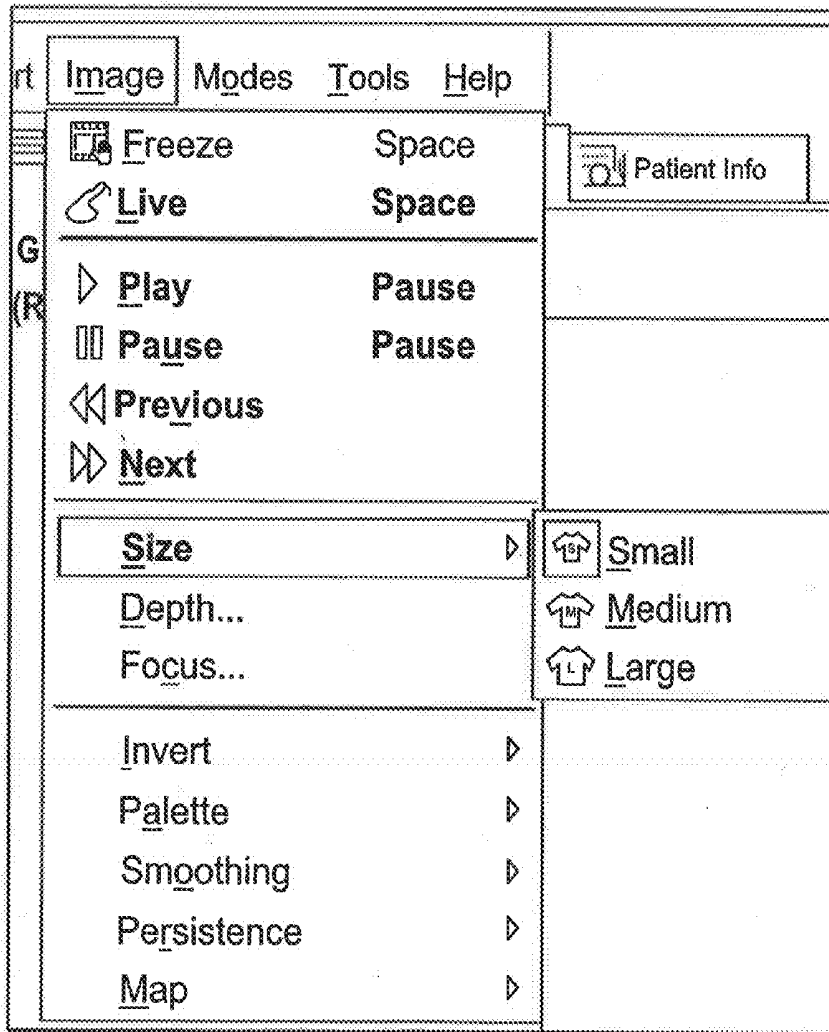 rt Image Modes Tools Help
Freeze Space
Patient Info
Live Space
G
Play Pause
(R
Pause Pause
Previous
Next
Size
S Small
Depth...
M Medium
Focus...
L Large
Invert
Palette
Smoothing
Persistence
Map